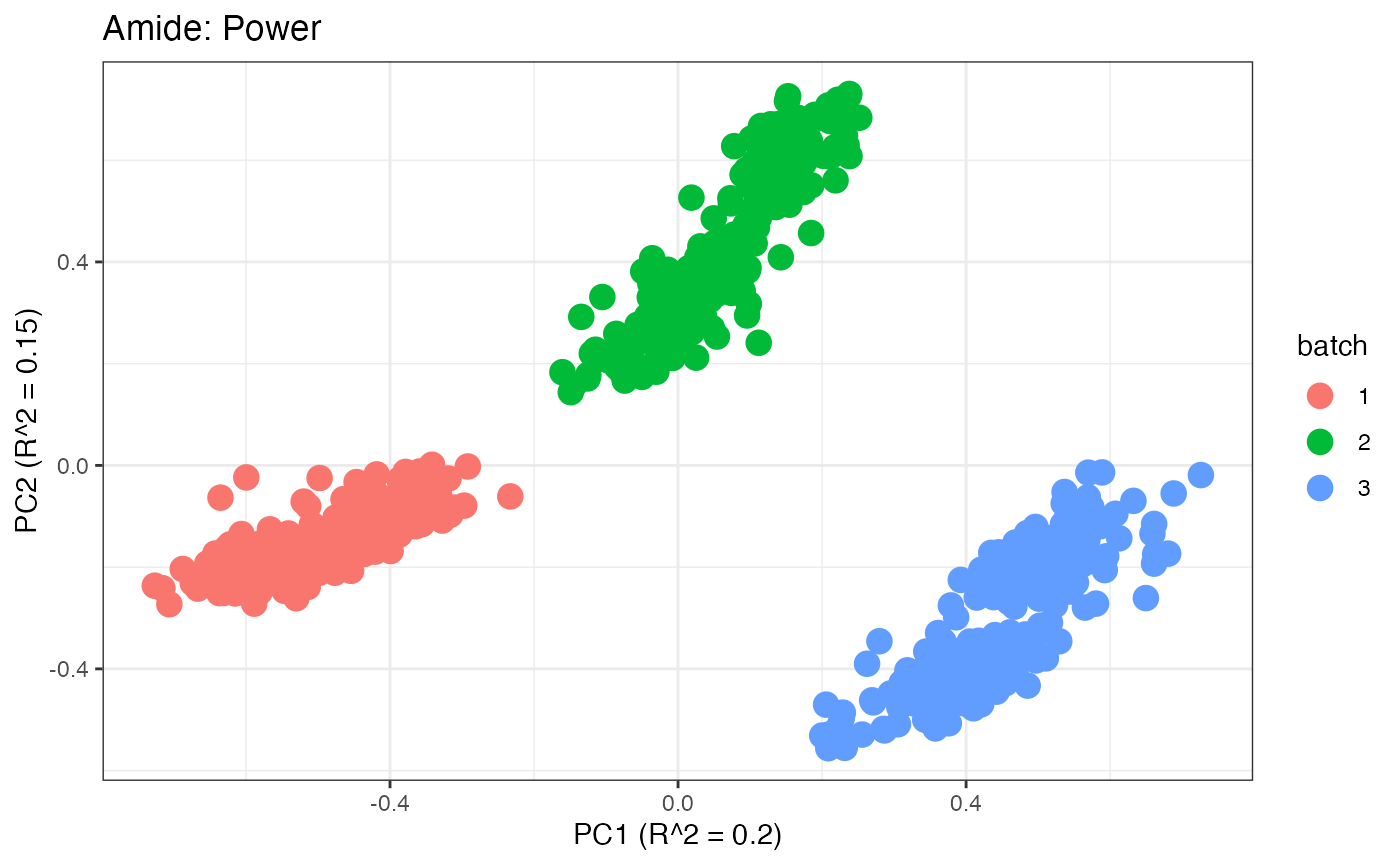 Amide: Power
PC2 (R^2 = 0.15)
0.4
0.0
-0.4
-0.4
0.0
0.4
PC1 (R^2 = 0.2)
batch
1
2
3